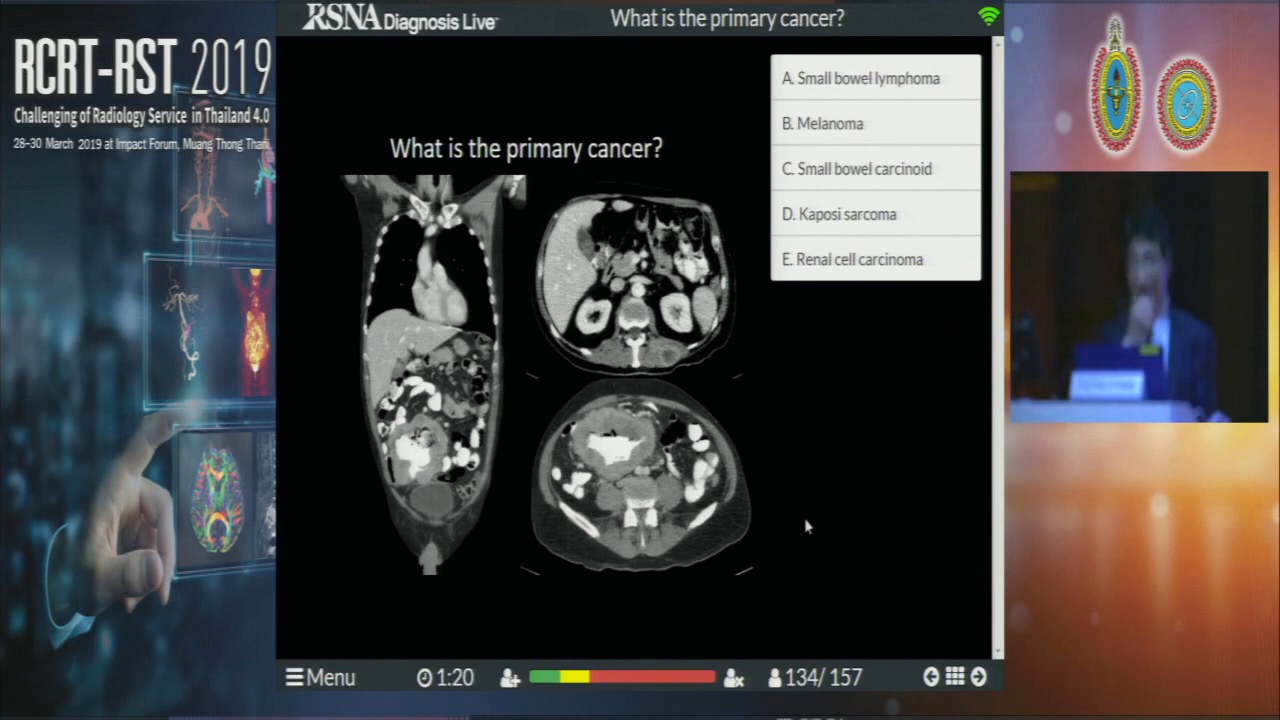 RCRT-RST 2019
Challenging of Radiology Service in Thailand 4.0
28-30 March 2019 at Impact Forum, Muang Thong Thani
RSNA Diagnosis Live™
What is the primary cancer?
What is the primary cancer?
A. Small bowel lymphoma
B. Melanoma
C. Small bowel carcinoid
D. Kaposi sarcoma
E. Renal cell carcinoma
Menu
1:20
134/ 157